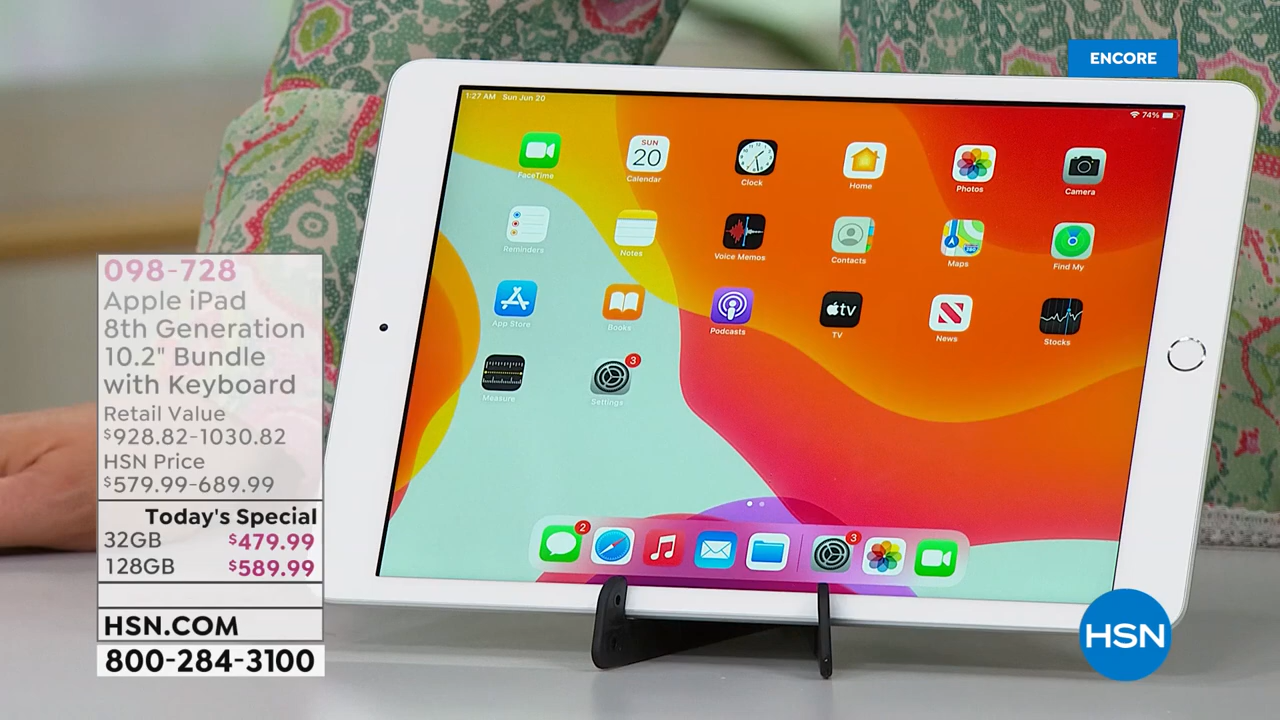 ENCORE
1:27 AM Sun Jun 20
74%
FaceTime
SUN
20
Calendar
Clock
Home
Photos
Camera
Reminders
Notes
Voice Memos
Contacts
Maps
Find My
App Store
Books
Podcasts
tv
TV
News
Stocks
Measure
3
Settings
2
3
098-728
Apple iPad
8th Generation
10.2" Bundle
with Keyboard
Retail Value
$928.82-1030.82
HSN Price
$579.99-689.99
Today's Special
32GB $479.99
128GB $589.99
HSN.COM
800-284-3100
HSN